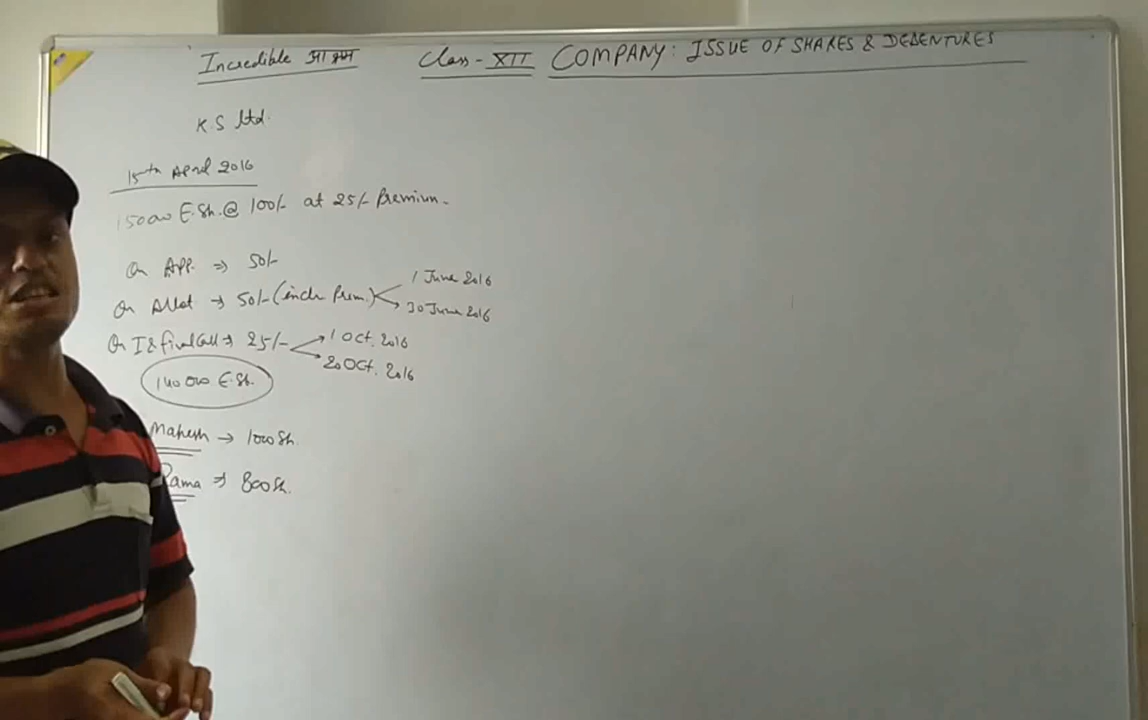 Incredible
Class-XII COMPANY: ISSUE OF SHARES & DEBENTURES
K.S ltd.
15th April 2016
15000 E.Sh.@ 100/- at 25/- Premium.
On App. ⇒ 50/-
On Allot → 50/- (inclu Prem.) 1 June 2016
30 June 2016
On I & final Call → 25/- 1 Oct. 2016
20 Oct. 2016
14000 E.Sh.
Mahesh → 1000 Sh.
Rama ⇒ 800 Sh.